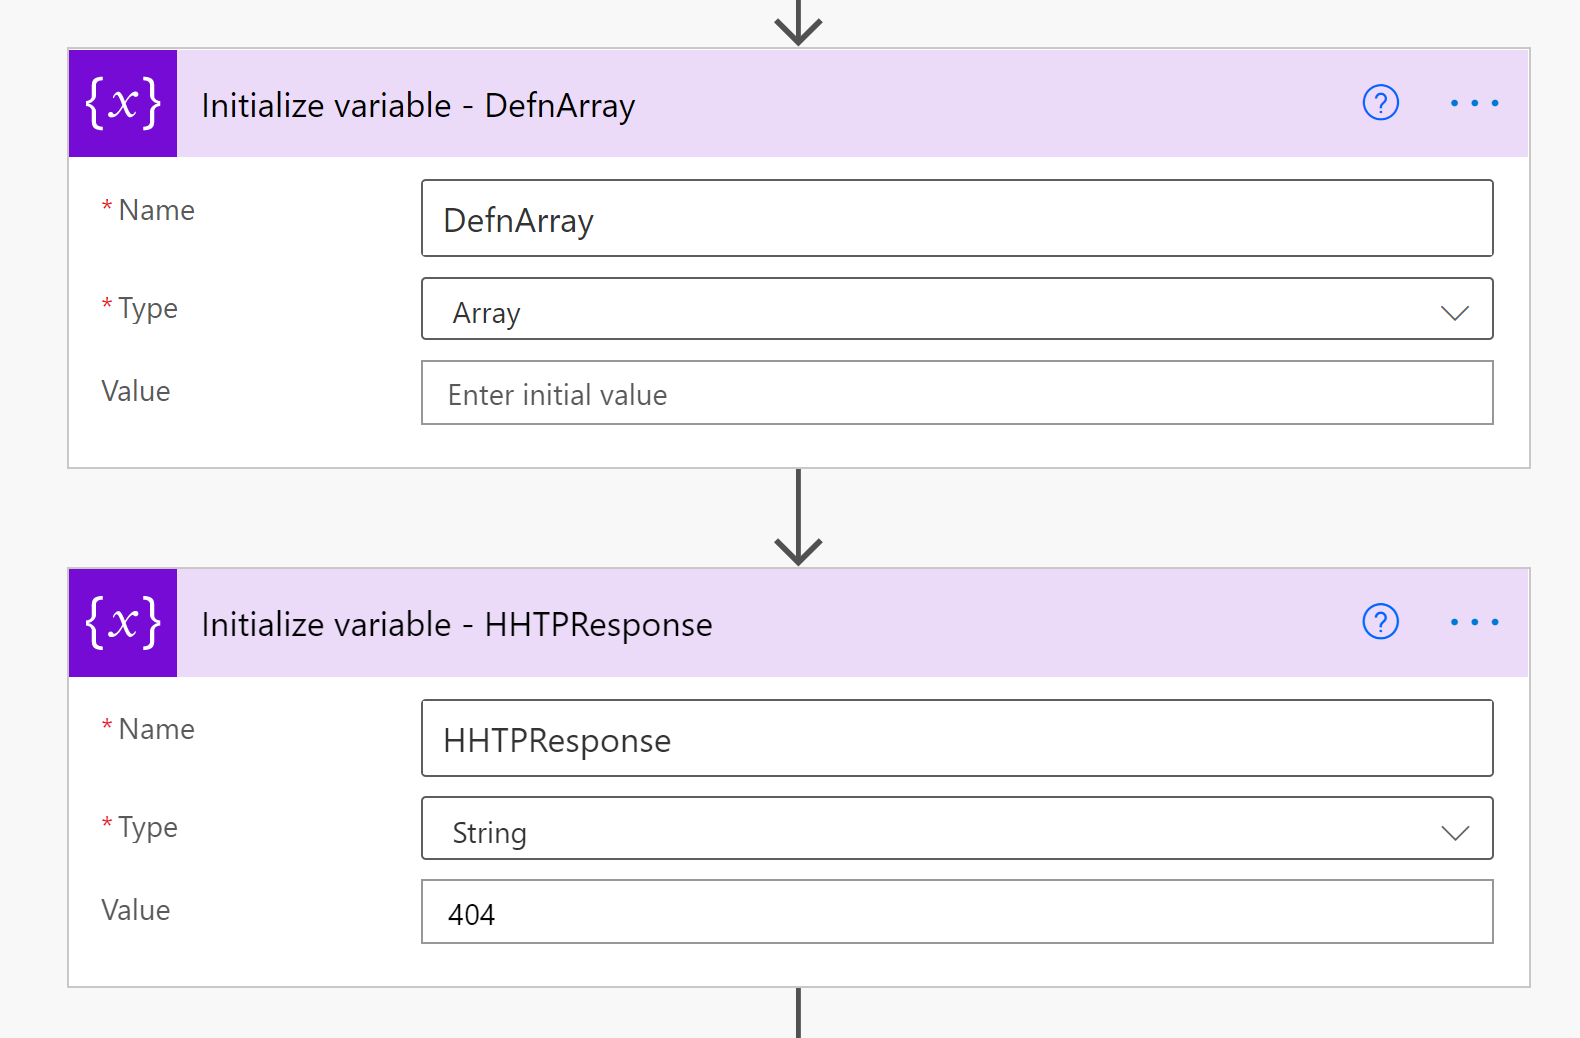 {x} Initialize variable - DefnArray ? ...
* Name DefnArray
* Type Array
Value Enter initial value
{x} Initialize variable - HHTPResponse ? ...
* Name HHTPResponse
* Type String
Value 404